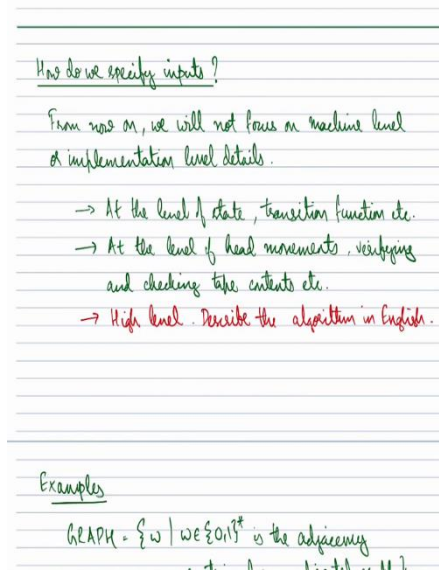 How do we specify inputs?
From now on, we will not focus on machine level
or implementation level details.
→ At the level of state, transition function etc.
→ At the level of head movements, verifying
and checking tape contents etc.
→ High level. Describe the algorithm in English.
Examples
GRAPH = {w | w ∈ {0,1}* is the adjacency